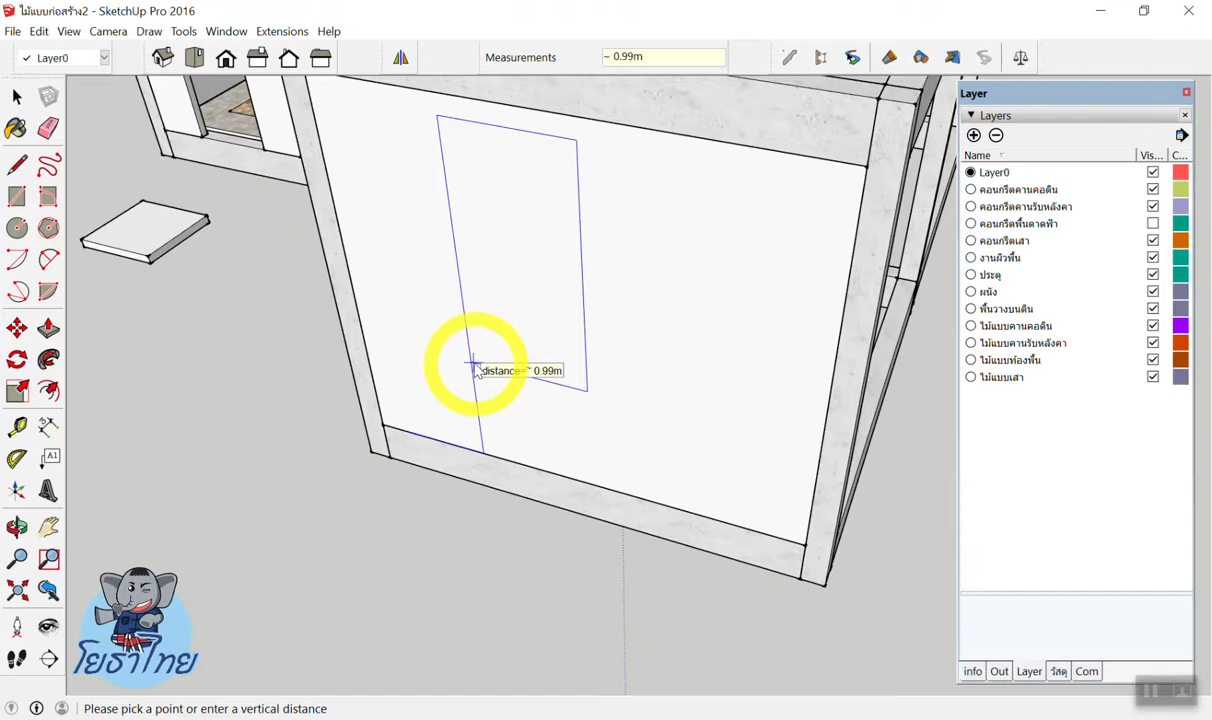 ไม้แบบก่อสร้าง2 - SketchUp Pro 2016
File Edit View Camera Draw Tools Window Extensions Help
Layer0
Measurements
~ 0.99m
Layer
Layers
Name
Vis...
C...
Layer0
คอนกรีตคานคอดิน
คอนกรีตคานรับหลังคา
คอนกรีตพื้นดาดฟ้า
คอนกรีตเสา
งานผิวพื้น
ประตู
ผนัง
พื้นวางบนดิน
ไม้แบบคานคอดิน
ไม้แบบคานรับหลังคา
ไม้แบบท้องพื้น
ไม้แบบเสา
distance=~ 0.99m
A1
โยธาไทย
info Out Layer วัสดุ Com
Please pick a point or enter a vertical distance